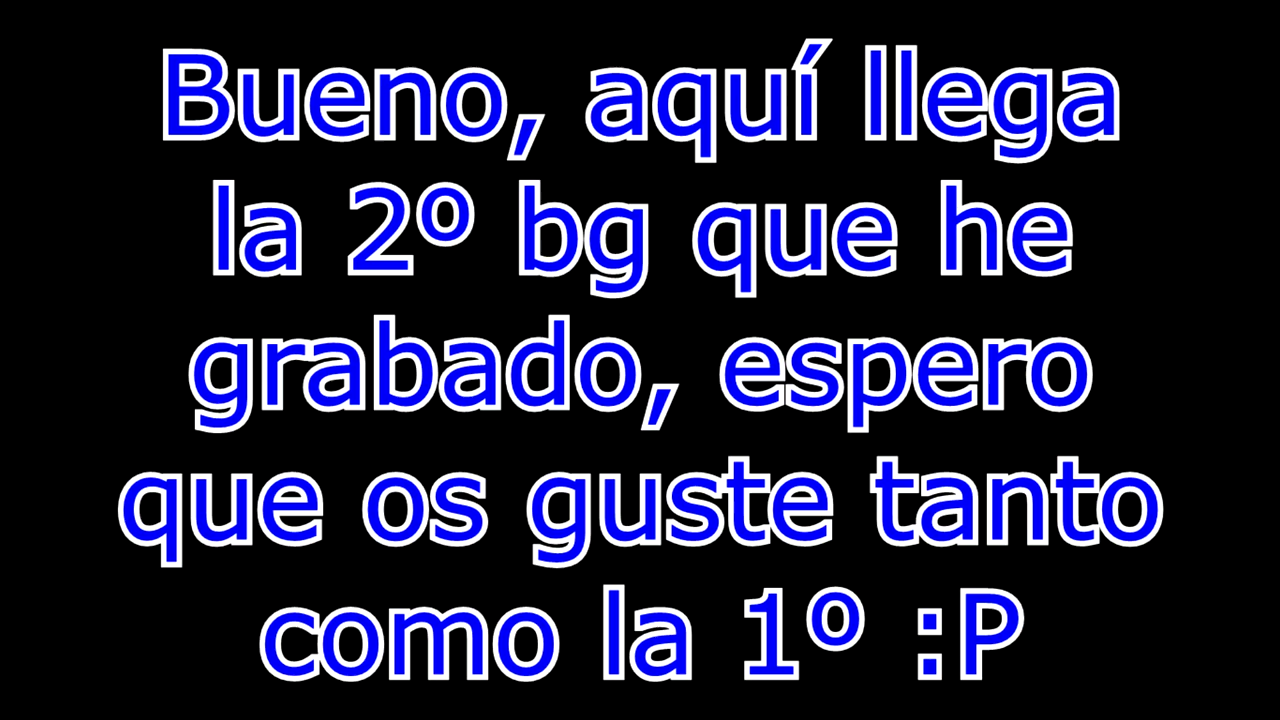 Bueno, aquí llega
la 2º bg que he
grabado, espero
que os guste tanto
como la 1º :P